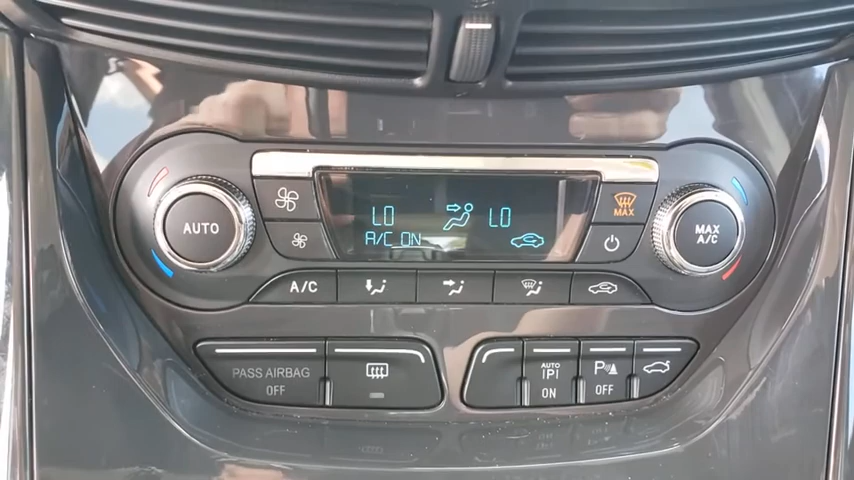 AUTO
LO
LO
A/C ON
MAX
MAX
A/C
A/C
PASS AIRBAG
OFF
AUTO
P
ON
P
OFF